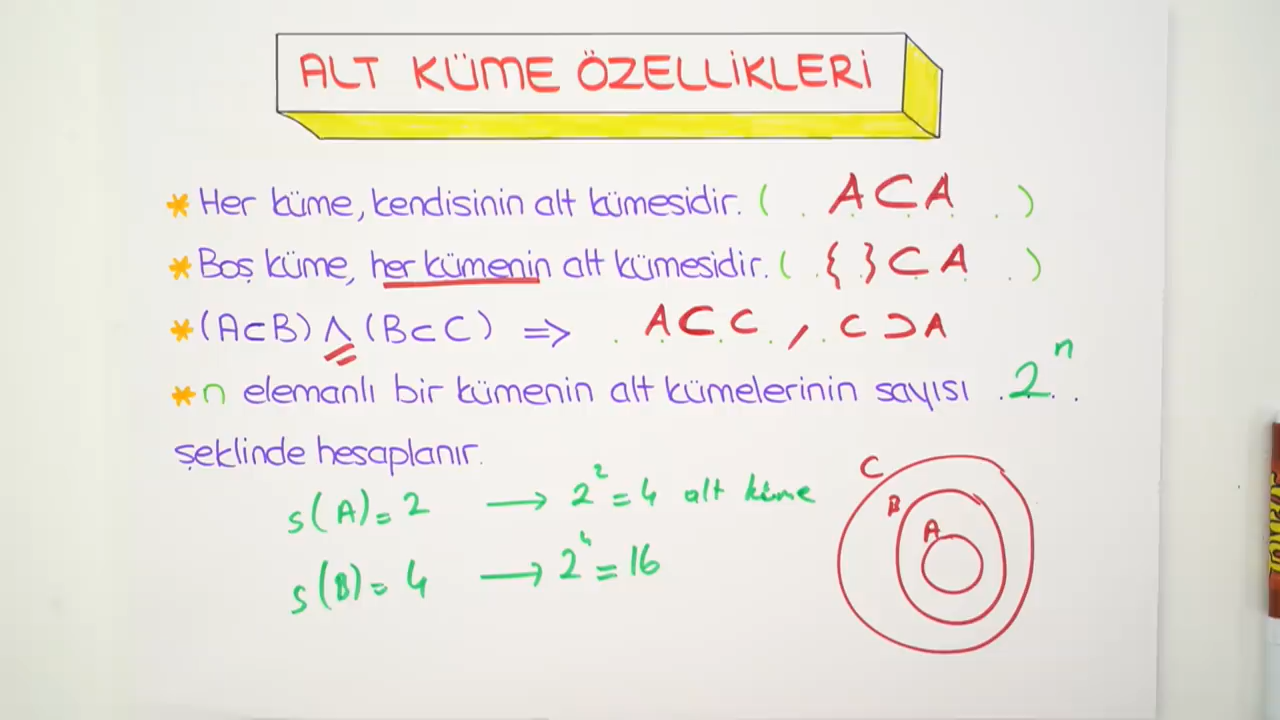 ALT KÜME ÖZELLİKLERİ
* Her küme, kendisinin alt kümesidir. ( A⊂A )
* Boş küme, her kümenin alt kümesidir. ( { }⊂A )
* (A⊂B) ∧ (B⊂C) => A⊂C , C⊃A
* n elemanlı bir kümenin alt kümelerinin sayısı 2ⁿ
şeklinde hesaplanır.
s(A)=2 → 2²=4 alt küme
s(B)=4 → 2⁴=16
C
B
A